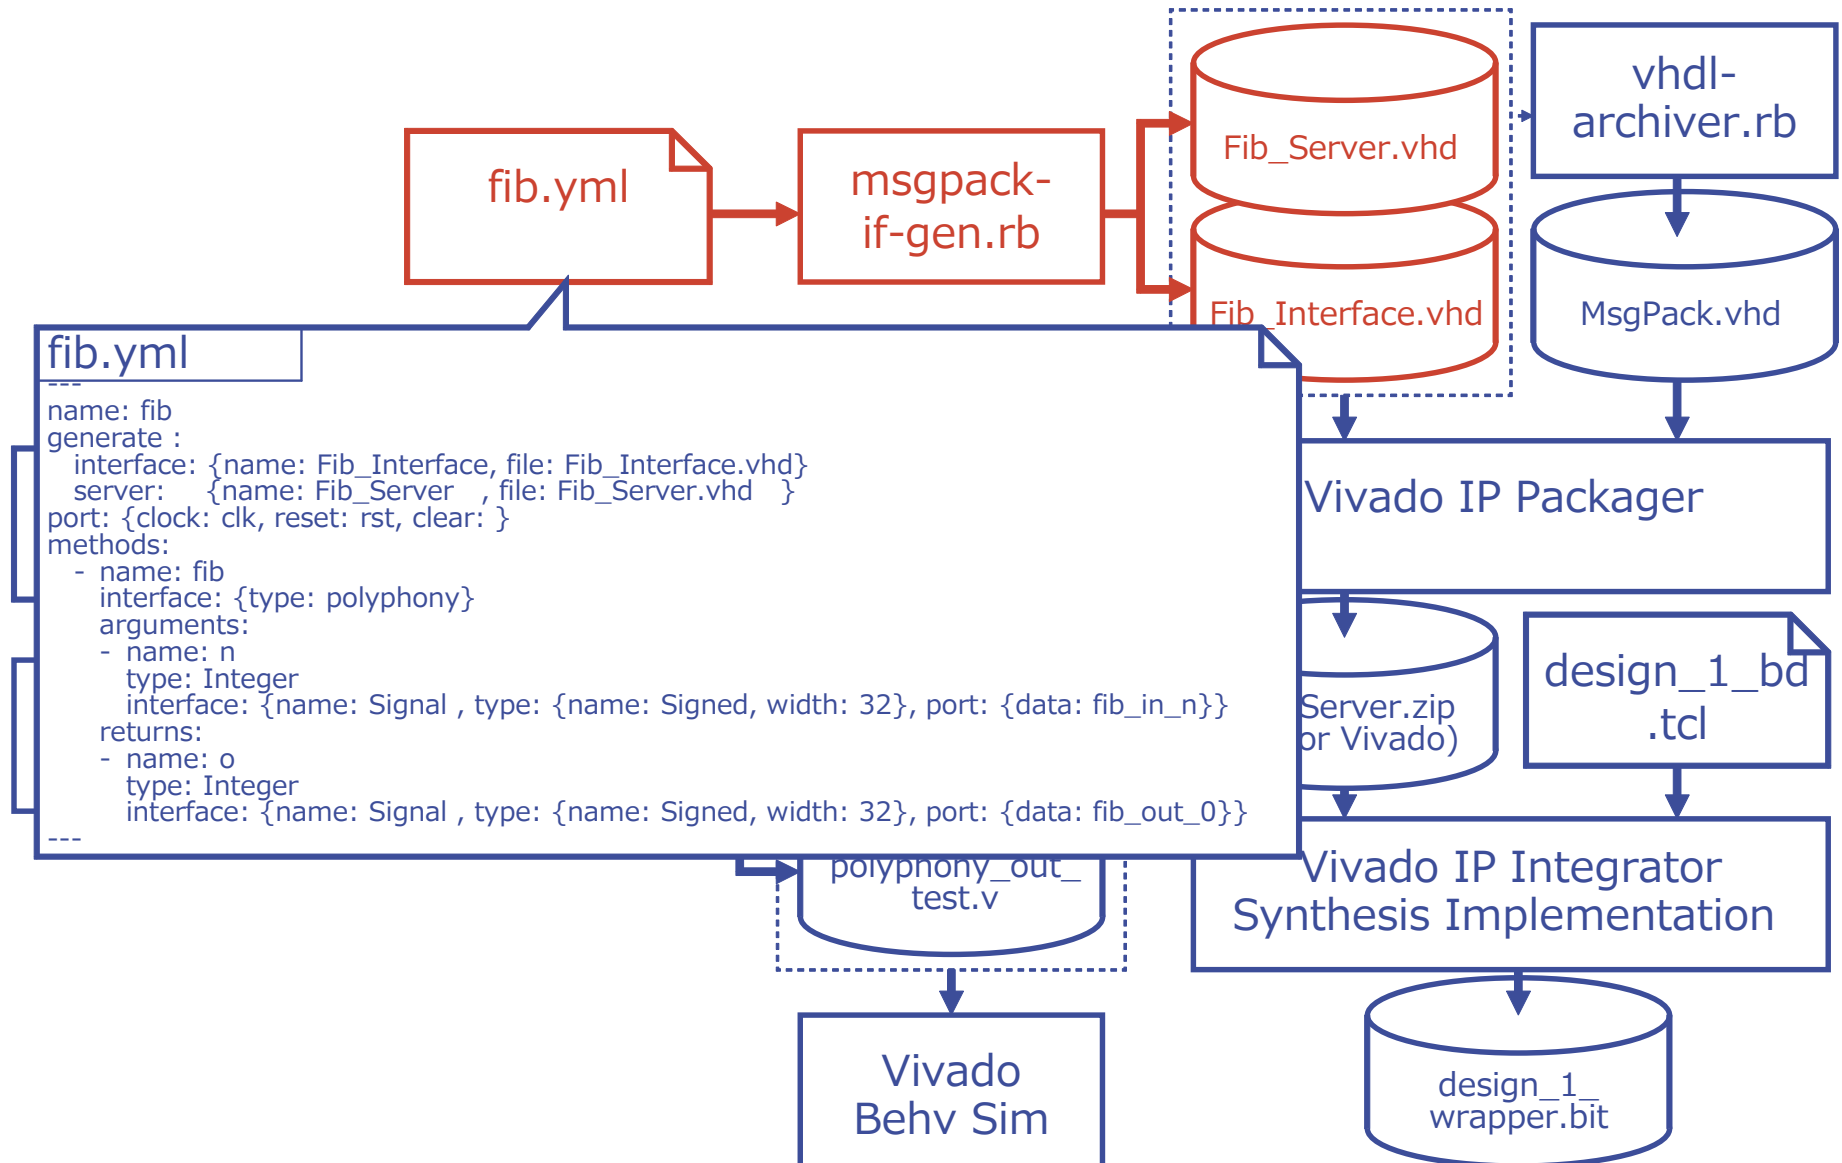 vhdl-
archiver.rb
Fib_Server.vhd
fib.yml
msgpack-
if-gen.rb
Fib_Interface.vhd
MsgPack.vhd
fib.yml
---
name: fib
generate :
  interface: {name: Fib_Interface, file: Fib_Interface.vhd}
  server:    {name: Fib_Server   , file: Fib_Server.vhd   }
port: {clock: clk, reset: rst, clear: }
methods:
  - name: fib
    interface: {type: polyphony}
    arguments:
    - name: n
      type: Integer
      interface: {name: Signal , type: {name: Signed, width: 32}, port: {data: fib_in_n}}
    returns:
    - name: o
      type: Integer
      interface: {name: Signal , type: {name: Signed, width: 32}, port: {data: fib_out_0}}
---
Vivado IP Packager
Server.zip
or Vivado)
design_1_bd
.tcl
polyphony_out_
test.v
Vivado IP Integrator
Synthesis Implementation
Vivado
Behv Sim
design_1_
wrapper.bit